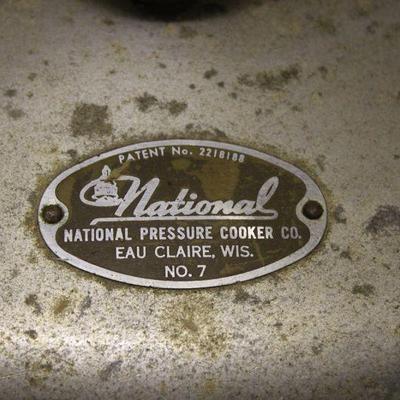 PATENT No. 2218188
National
NATIONAL PRESSURE COOKER CO.
EAU CLAIRE, WIS.
NO. 7